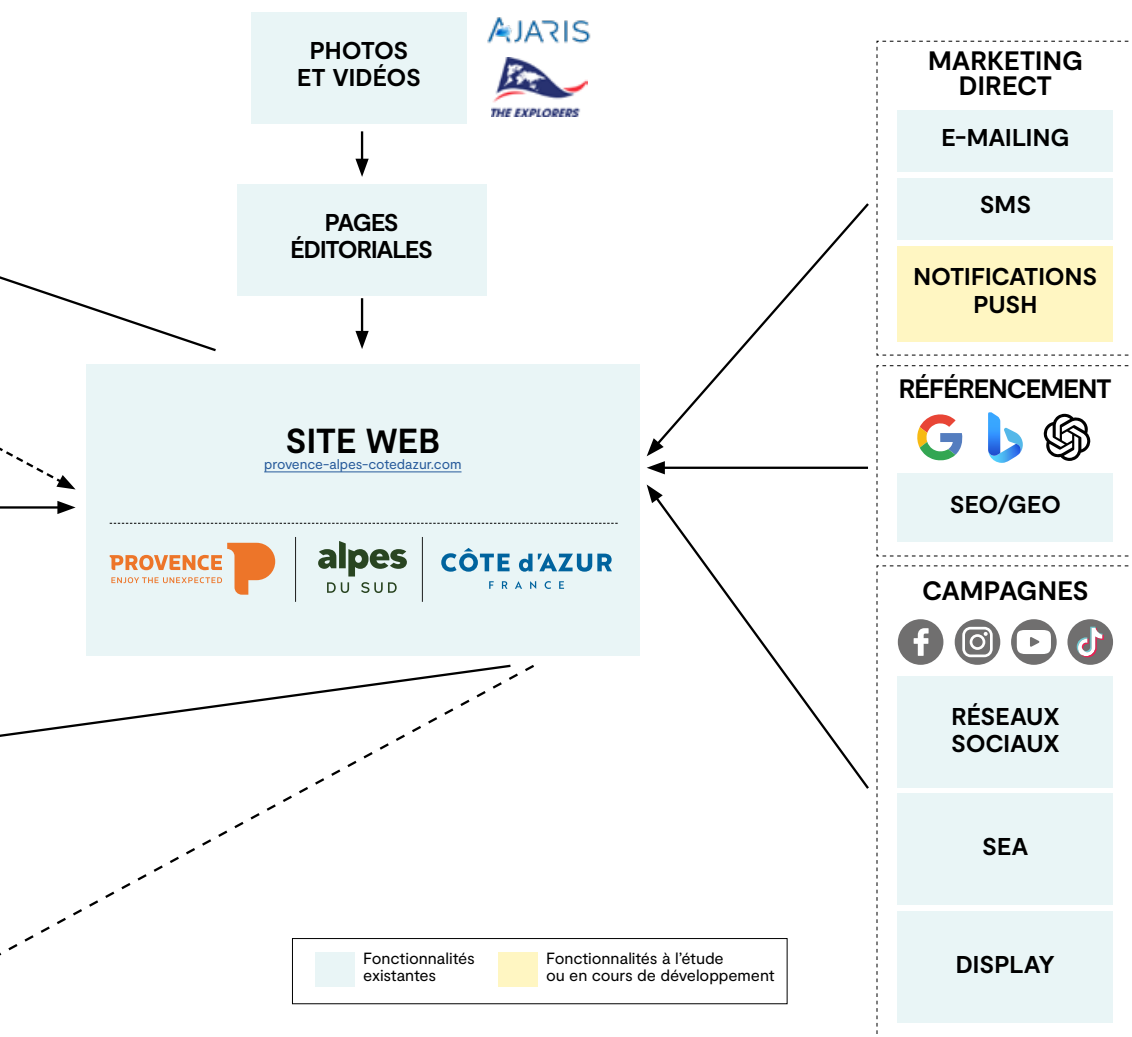 PHOTOS
ET VIDÉOS
AJARIS
THE EXPLORERS
PAGES
ÉDITORIALES
SITE WEB
provence-alpes-cotedazur.com
PROVENCE
ENJOY THE UNEXPECTED
alpes
DU SUD
CÔTE d'AZUR
FRANCE
MARKETING
DIRECT
E-MAILING
SMS
NOTIFICATIONS
PUSH
RÉFÉRENCEMENT
SEO/GEO
CAMPAGNES
RÉSEAUX
SOCIAUX
SEA
DISPLAY
Fonctionnalités
existantes
Fonctionnalités à l'étude
ou en cours de développement